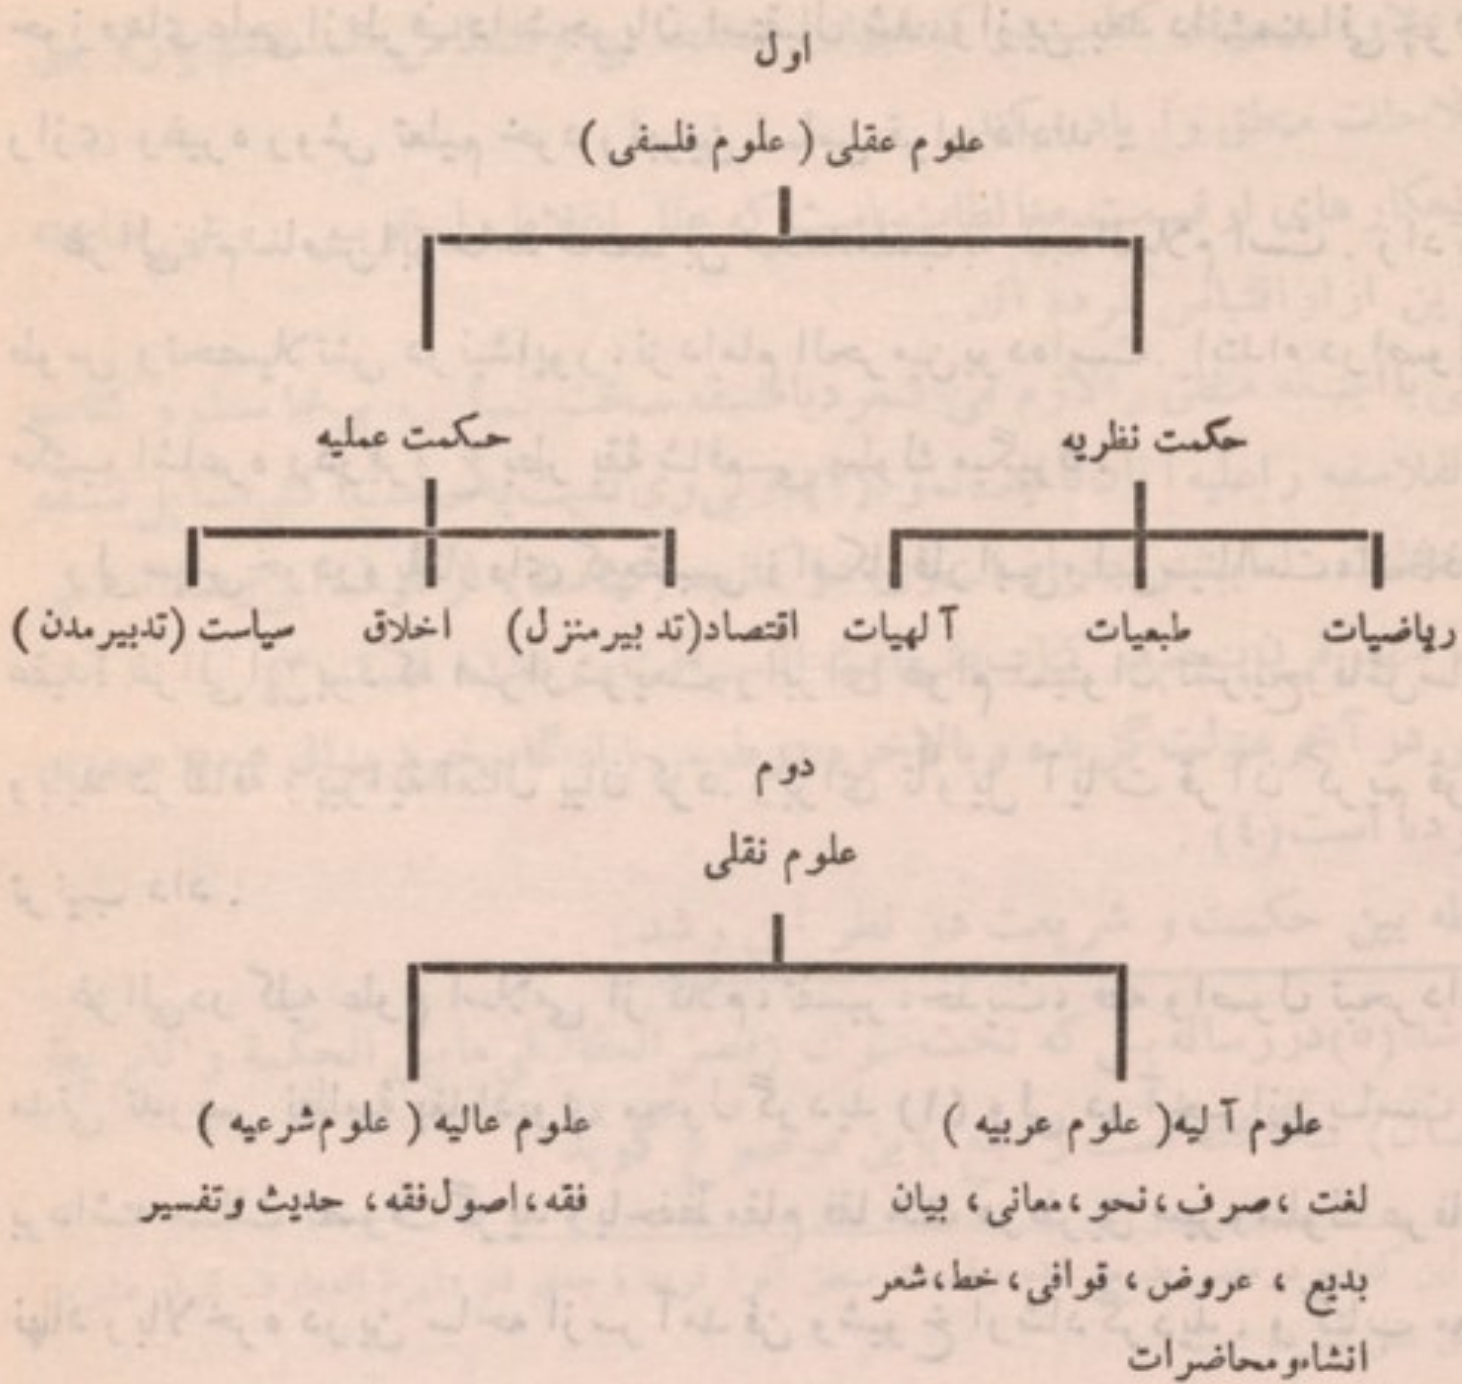 اول
علوم عقلی ( علوم فلسفی )
حکمت نظریه
حکمت عملیه
ریاضیات
طبعیات
آ لهیات
اقتصاد(تد بیرمنز ل)
اخلاق
سیاست (تدبیرمدن )
دوم
علوم نقلی
علوم آ لیه( علوم عربیه )
علوم عالیه ( علوم شرعیه )
لغت ،صرف،نحو،معانی، بیان
فقه،اصول فقه، حدیث وتفسیر
بدیع ، عروض ، قوافی،خط،شعر
انشاءومحاضرات